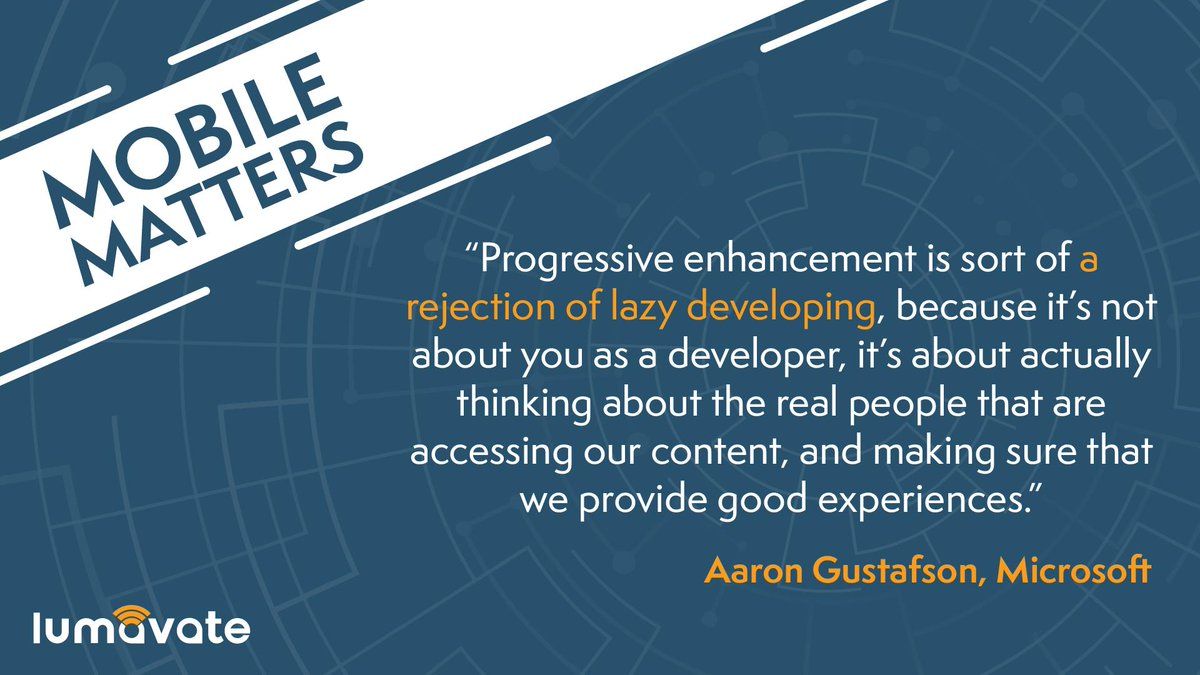 MOBILE
MATTERS
“Progressive enhancement is sort of a
rejection of lazy developing, because it’s not
about you as a developer, it’s about actually
thinking about the real people that are
accessing our content, and making sure that
we provide good experiences.”
Aaron Gustafson, Microsoft
lumavate